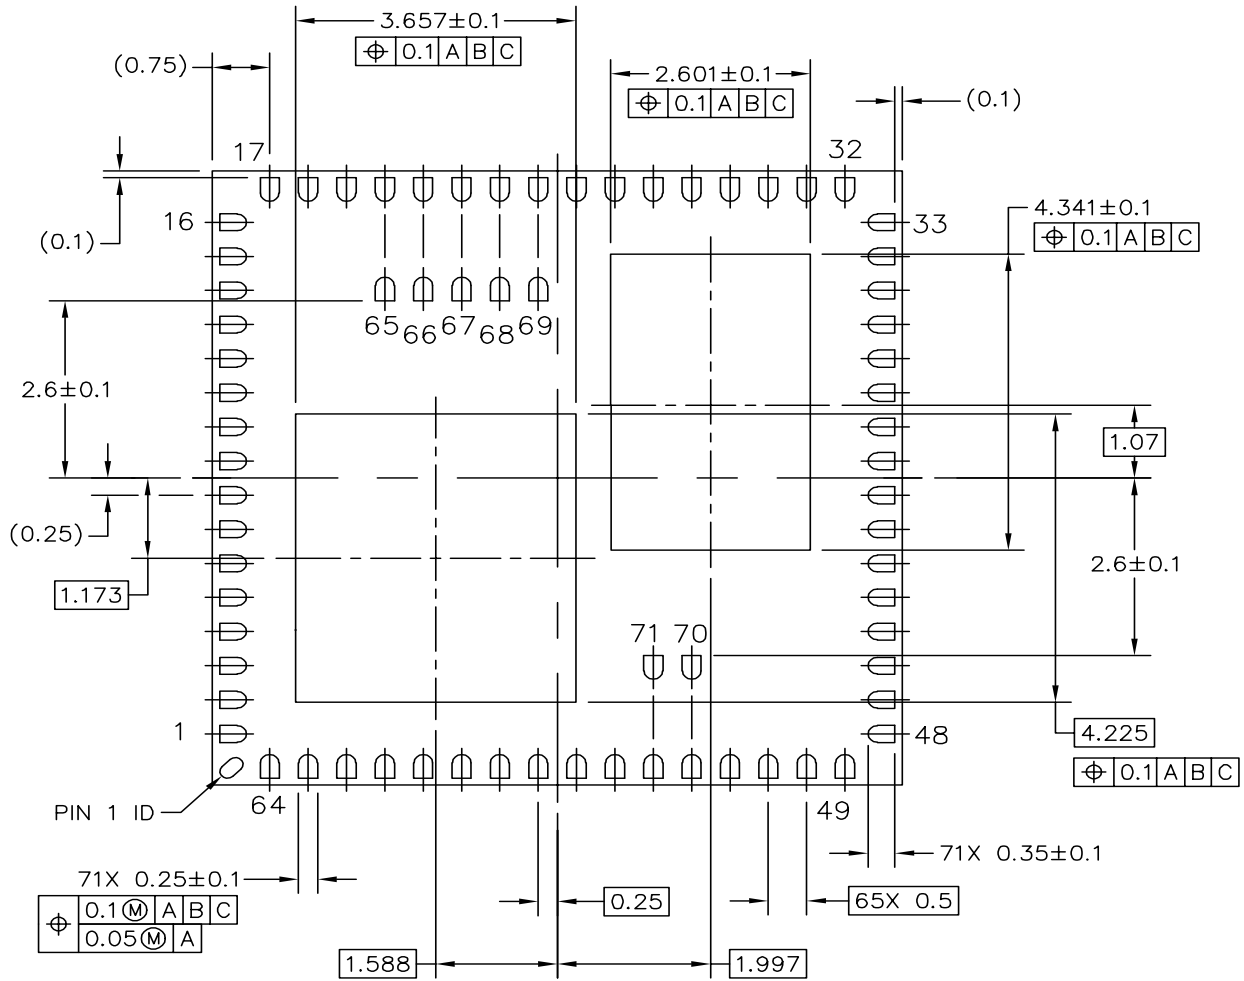 3.657±0.1
⌖ 0.1 A B C
(0.75)
2.601±0.1
⌖ 0.1 A B C
(0.1)
17
32
16
33
4.341±0.1
⌖ 0.1 A B C
(0.1)
65 66 67 68 69
2.6±0.1
1.07
(0.25)
2.6±0.1
1.173
71 70
1
48
4.225
⌖ 0.1 A B C
PIN 1 ID
64
49
71X 0.25±0.1
71X 0.35±0.1
⌖ 0.1 Ⓜ A B C
0.05 Ⓜ A
0.25
65X 0.5
1.588
1.997